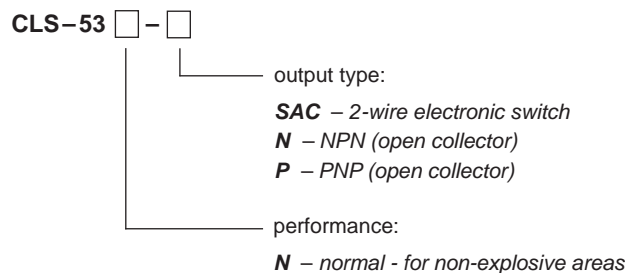 CLS–53 –
output type:
SAC – 2-wire electronic switch
N – NPN (open collector)
P – PNP (open collector)
performance:
N – normal - for non-explosive areas